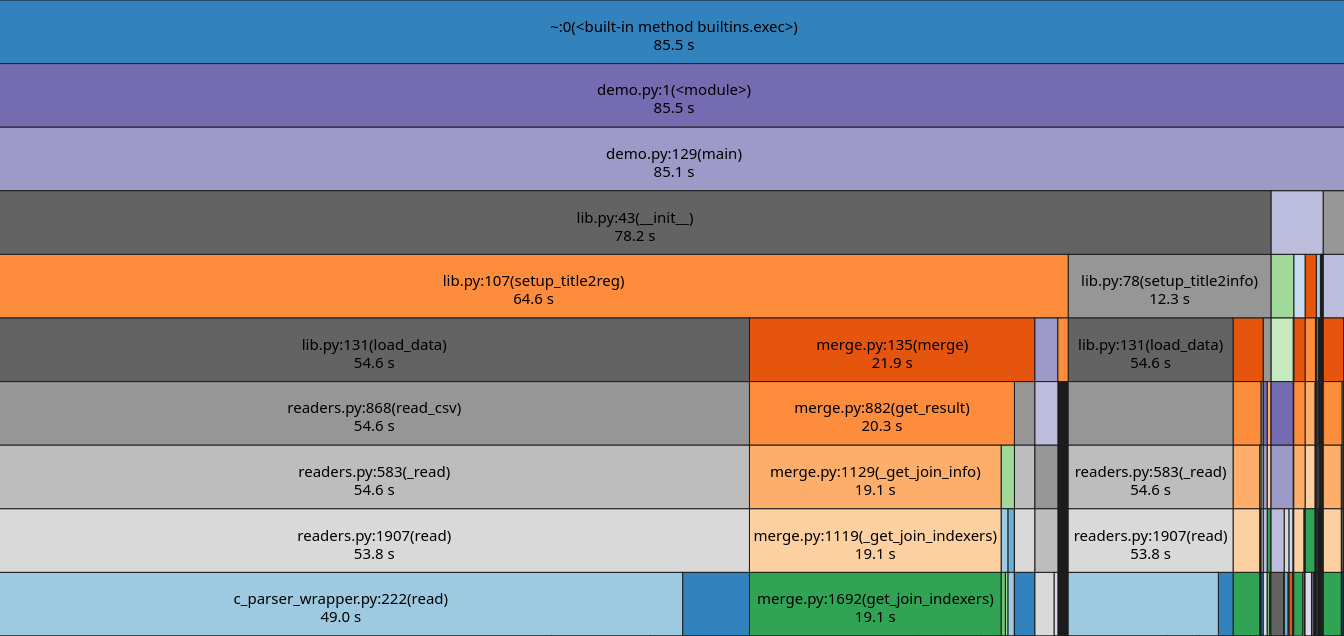 ~:0(<built-in method builtins.exec>)
85.5 s
demo.py:1(<module>)
85.5 s
demo.py:129(main)
85.1 s
lib.py:43(__init__)
78.2 s
lib.py:107(setup_title2reg)
64.6 s
lib.py:78(setup_title2info)
12.3 s
lib.py:131(load_data)
54.6 s
merge.py:135(merge)
21.9 s
lib.py:131(load_data)
54.6 s
readers.py:868(read_csv)
54.6 s
merge.py:882(get_result)
20.3 s
readers.py:583(_read)
54.6 s
merge.py:1129(_get_join_info)
19.1 s
readers.py:583(_read)
54.6 s
readers.py:1907(read)
53.8 s
merge.py:1119(_get_join_indexers)
19.1 s
readers.py:1907(read)
53.8 s
c_parser_wrapper.py:222(read)
49.0 s
merge.py:1692(get_join_indexers)
19.1 s